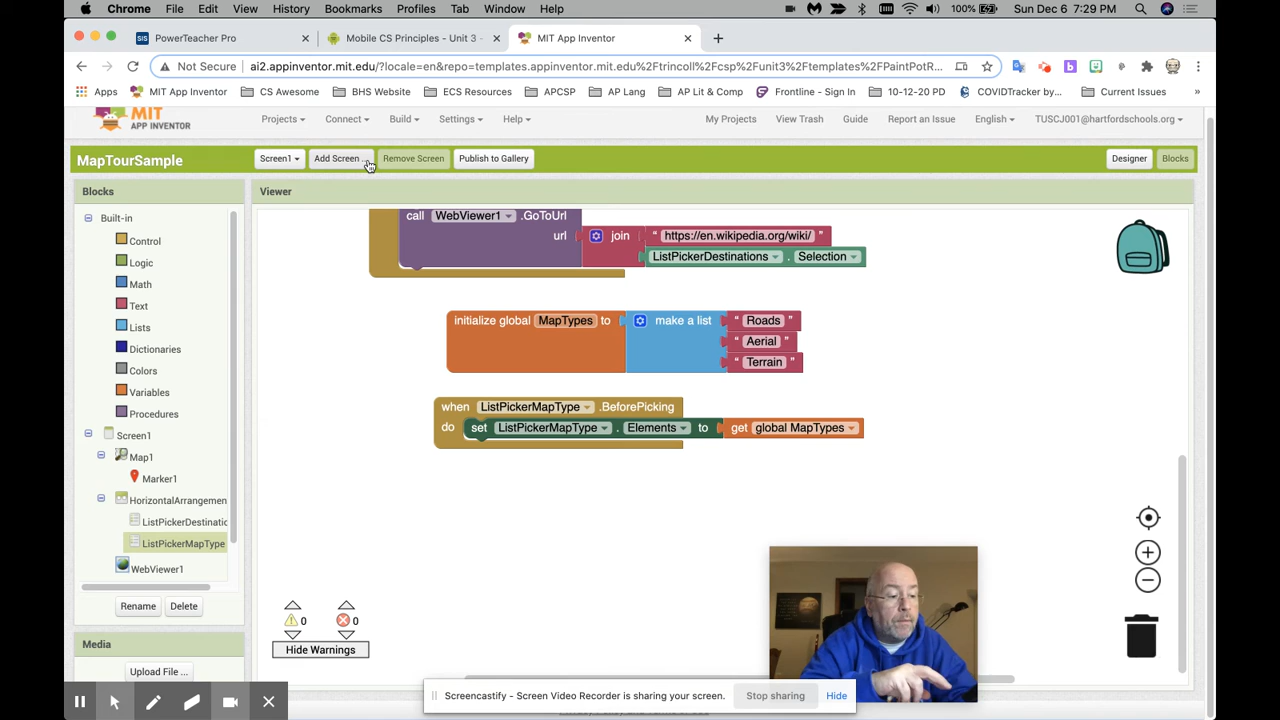 Chrome File Edit View History Bookmarks Profiles Tab Window Help 100% Sun Dec 6 7:29 PM
PowerTeacher Pro × Mobile CS Principles - Unit 3 - × MIT App Inventor × +
Not Secure ai2.appinventor.mit.edu/?locale=en&repo=templates.appinventor.mit.edu%2Ftrincoll%2Fcsp%2Funit3%2Ftemplates%2FPaintPotR...
Apps MIT App Inventor CS Awesome BHS Website ECS Resources APCSP AP Lang AP Lit & Comp Frontline - Sign In 10-12-20 PD COVIDTracker by... Current Issues »
MIT
APP INVENTOR
Projects Connect Build Settings Help My Projects View Trash Guide Report an Issue English TUSCJ001@hartfordschools.org
MapTourSample Screen1 Add Screen ... Remove Screen Publish to Gallery Designer Blocks
Blocks Viewer
Built-in
Control
Logic
Math
Text
Lists
Dictionaries
Colors
Variables
Procedures
Screen1
Map1
Marker1
HorizontalArrangemen
ListPickerDestinatic
ListPickerMapType
WebViewer1
Rename Delete
Media
Upload File ...
call WebViewer1 .GoToUrl
url join " https://en.wikipedia.org/wiki/ "
ListPickerDestinations . Selection
initialize global MapTypes to make a list " Roads "
" Aerial "
" Terrain "
when ListPickerMapType .BeforePicking
do set ListPickerMapType . Elements to get global MapTypes
0 0
Hide Warnings
Screencastify - Screen Video Recorder is sharing your screen. Stop sharing Hide